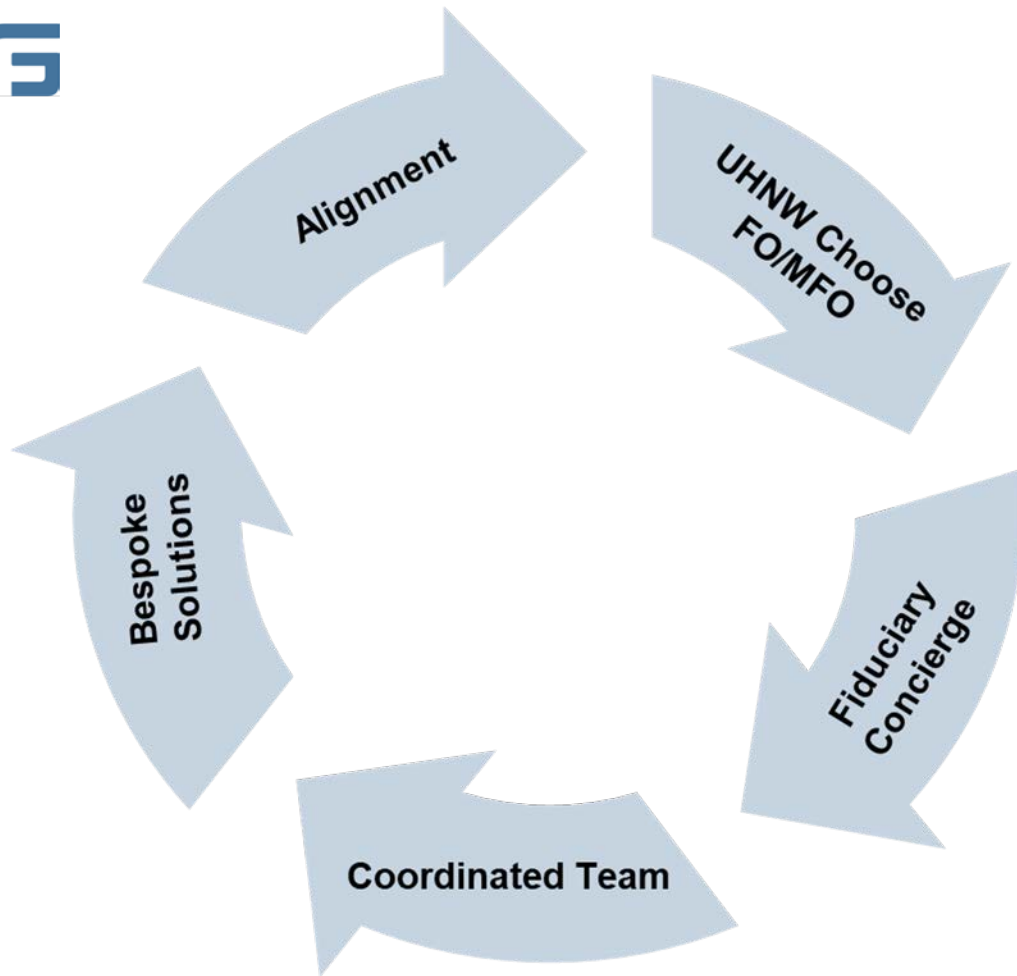 Alignment
UHNW Choose
FO/MFO
Fiduciary
Concierge
Coordinated Team
Bespoke
Solutions